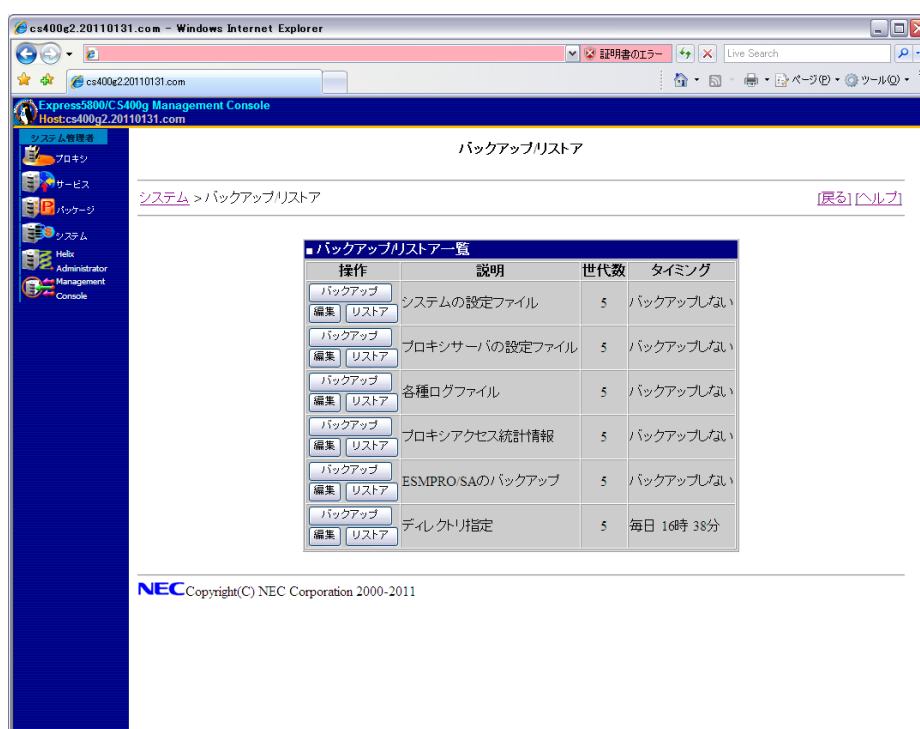 cs400g2.20110131.com - Windows Internet Explorer
証明書のエラー
Live Search
cs400g2.20110131.com
ページ(P)
ツール(O)
Express5800/CS400g Management Console
Host:cs400g2.20110131.com
システム管理者
プロキシ
サービス
パッケージ
システム
Helix
Administrator
Management
Console
バックアップ/リストア
システム > バックアップ/リストア
[戻る] [ヘルプ]
■バックアップ/リストア一覧
操作 説明 世代数 タイミング
バックアップ
編集 リストア
システムの設定ファイル 5 バックアップしない
バックアップ
編集 リストア
プロキシサーバの設定ファイル 5 バックアップしない
バックアップ
編集 リストア
各種ログファイル 5 バックアップしない
バックアップ
編集 リストア
プロキシアクセス統計情報 5 バックアップしない
バックアップ
編集 リストア
ESMPRO/SAのバックアップ 5 バックアップしない
バックアップ
編集 リストア
ディレクトリ指定 5 毎日 16時 38分
NEC Copyright(C) NEC Corporation 2000-2011